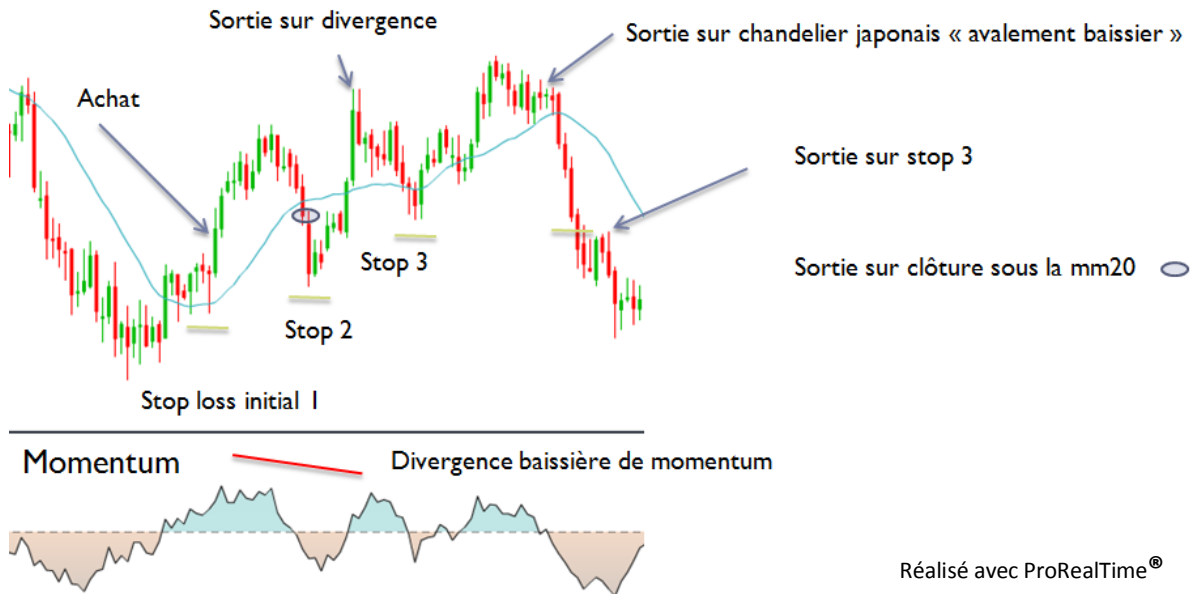 Sortie sur divergence
Sortie sur chandelier japonais « avalement baissier »
Achat
Sortie sur stop 3
Stop 3
Sortie sur clôture sous la mm20
Stop 2
Stop loss initial 1
Momentum
Divergence baissière de momentum
Réalisé avec ProRealTime®